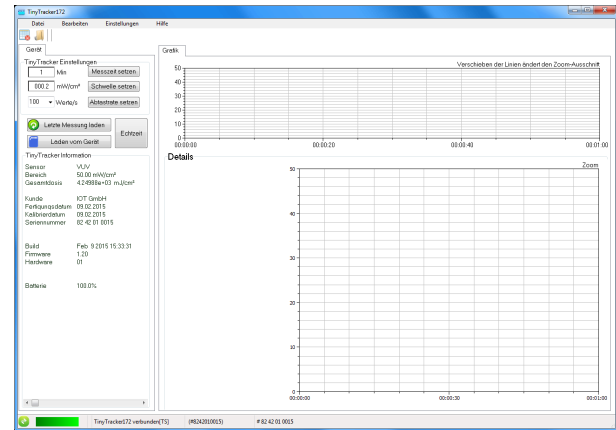 TinyTracker172
Datei Bearbeiten Einstellungen Hilfe
Gerät
TinyTracker Einstellungen
1 Min Messzeit setzen
000.2 mW/cm² Schwelle setzen
100 Werte/s Abtastrate setzen
Letzte Messung laden
Laden vom Gerät
Echtzeit
TinyTracker Information
Sensor VUV
Bereich 50.00 mW/cm²
Gesamtdosis 4.24988e+03 mJ/cm²
Kunde IOT GmbH
Fertigungsdatum 09.02.2015
Kalibrierdatum 09.02.2015
Seriennummer 82 42 01 0015
Build Feb 9 2015 15:33:31
Firmware 1.20
Hardware 01
Batterie 100.0%
Grafik
Verschieben der Linien ändert den Zoom-Ausschnitt
50
40
30
20
10
0
00:00:00 00:00:20 00:00:40 00:01:00
Details
Zoom
50
40
30
20
10
0
00:00:00 00:00:30 00:01:00
TinyTracker172 verbunden[TS] (#8242010015) # 82 42 01 0015